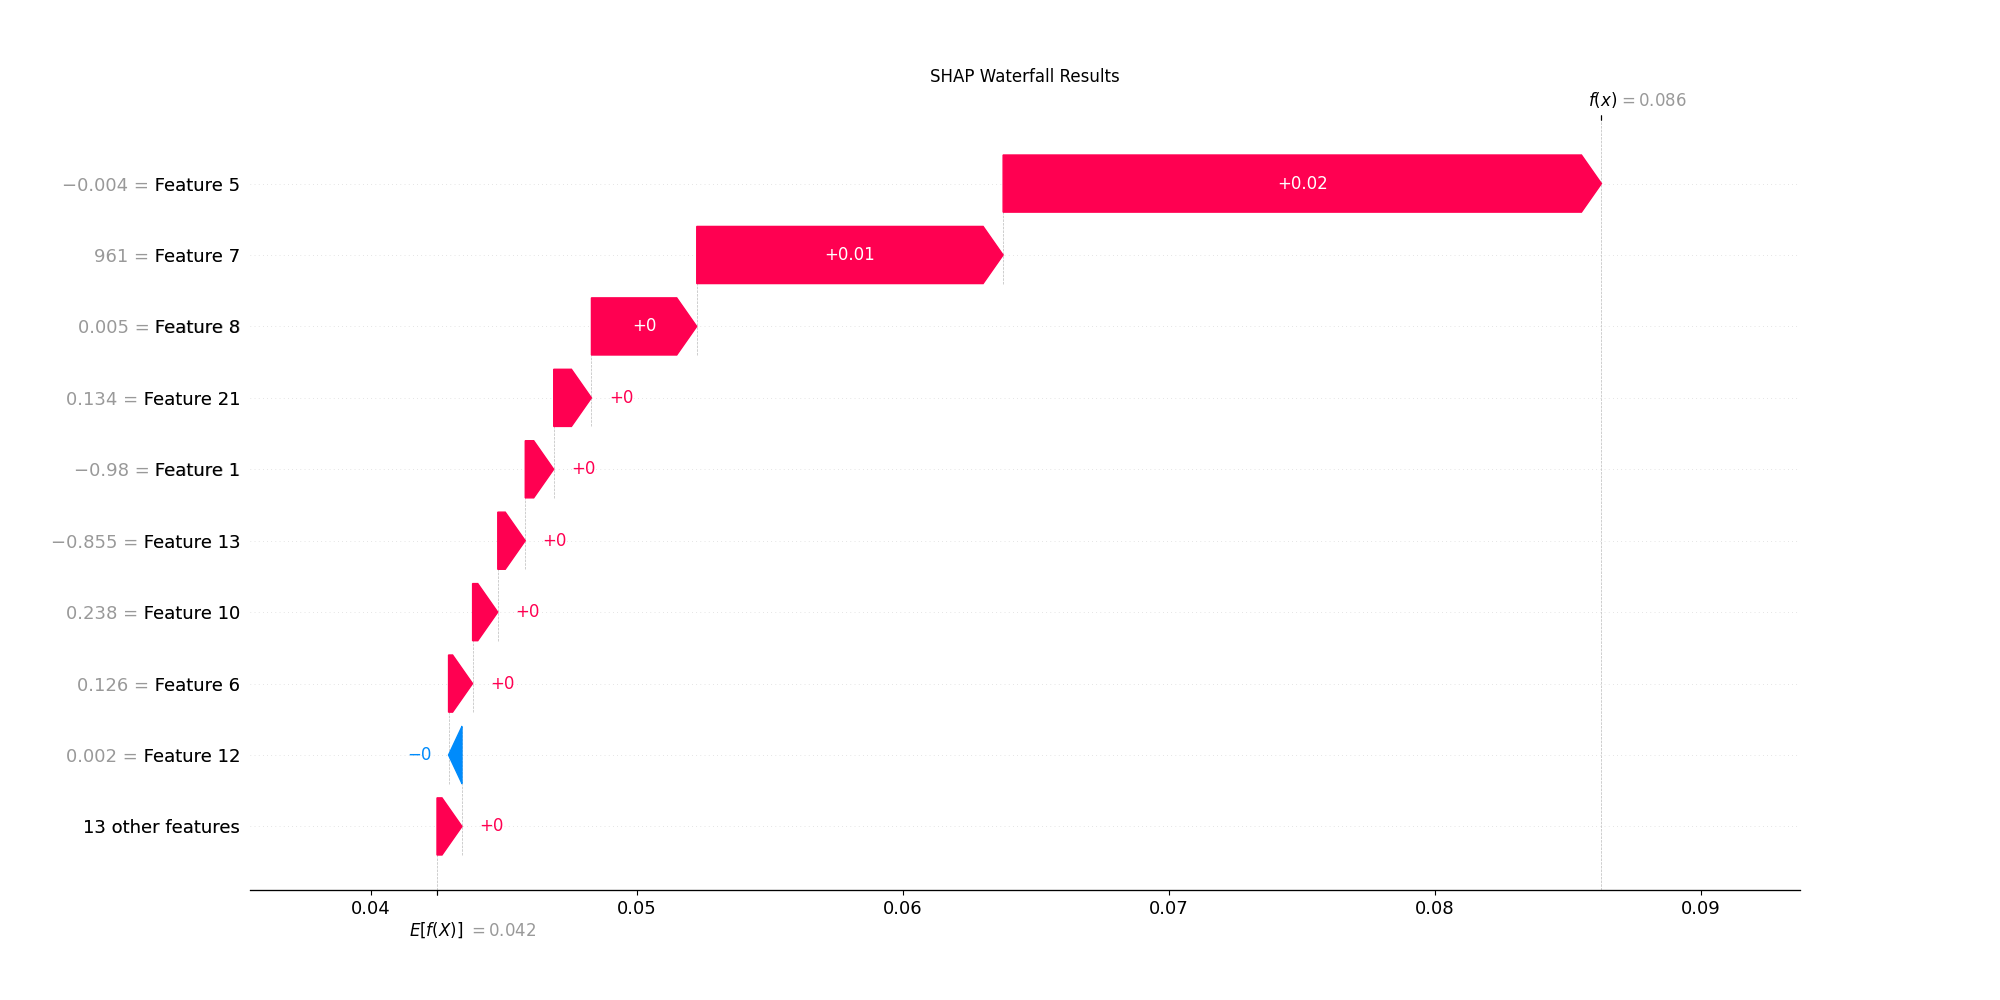 SHAP Waterfall Results
f(x) = 0.086
−0.004 = Feature 5
+0.02
961 = Feature 7
+0.01
0.005 = Feature 8
+0
0.134 = Feature 21
+0
−0.98 = Feature 1
+0
−0.855 = Feature 13
+0
0.238 = Feature 10
+0
0.126 = Feature 6
+0
0.002 = Feature 12
−0
13 other features
+0
0.04 0.05 0.06 0.07 0.08 0.09
E[f(X)] = 0.042